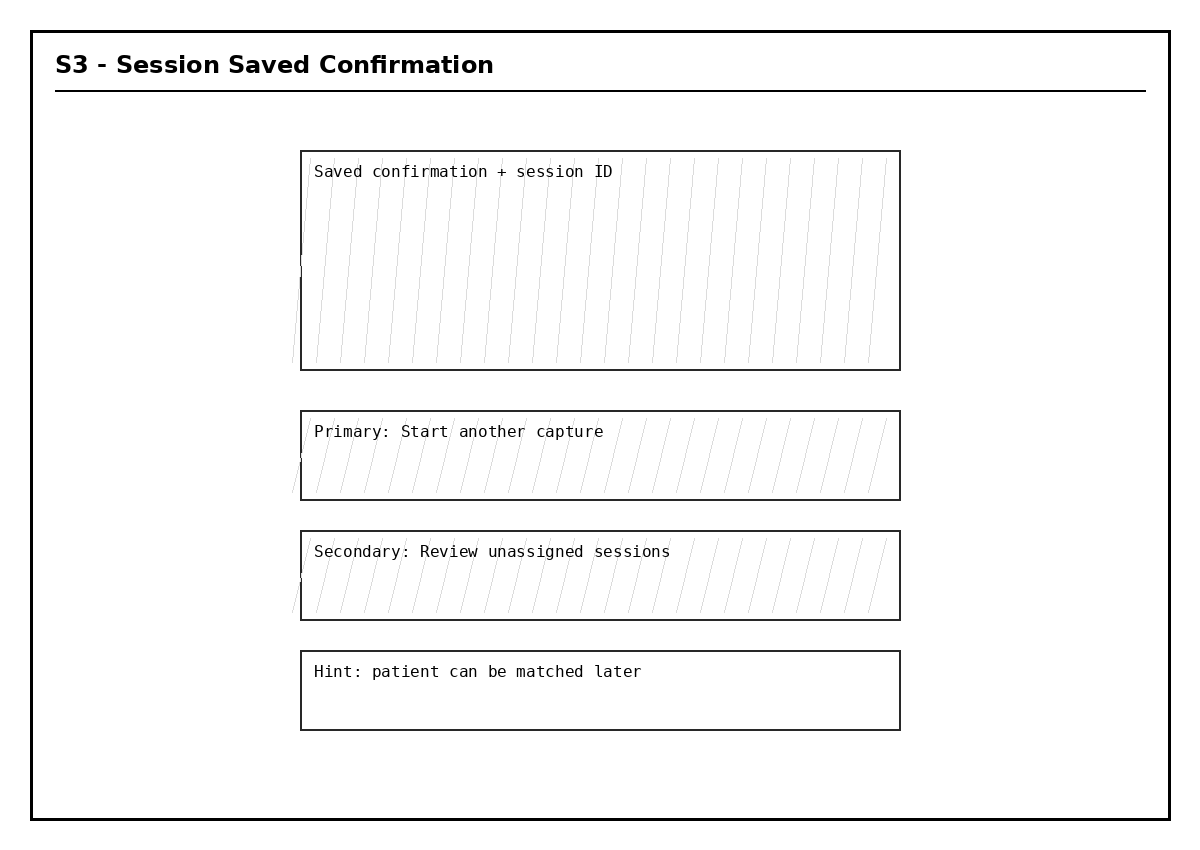 S3 - Session Saved Confirmation
Saved confirmation + session ID
Primary: Start another capture
Secondary: Review unassigned sessions
Hint: patient can be matched later